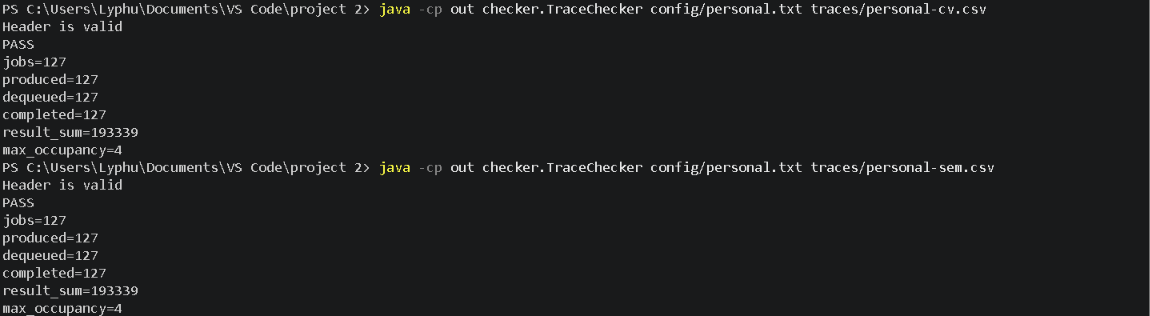 PS C:\Users\Lyphu\Documents\VS Code\project 2> java -cp out checker.TraceChecker config/personal.txt traces/personal-cv.csv
Header is valid
PASS
jobs=127
produced=127
dequeued=127
completed=127
result_sum=193339
max_occupancy=4
PS C:\Users\Lyphu\Documents\VS Code\project 2> java -cp out checker.TraceChecker config/personal.txt traces/personal-sem.csv
Header is valid
PASS
jobs=127
produced=127
dequeued=127
completed=127
result_sum=193339
max_occupancy=4